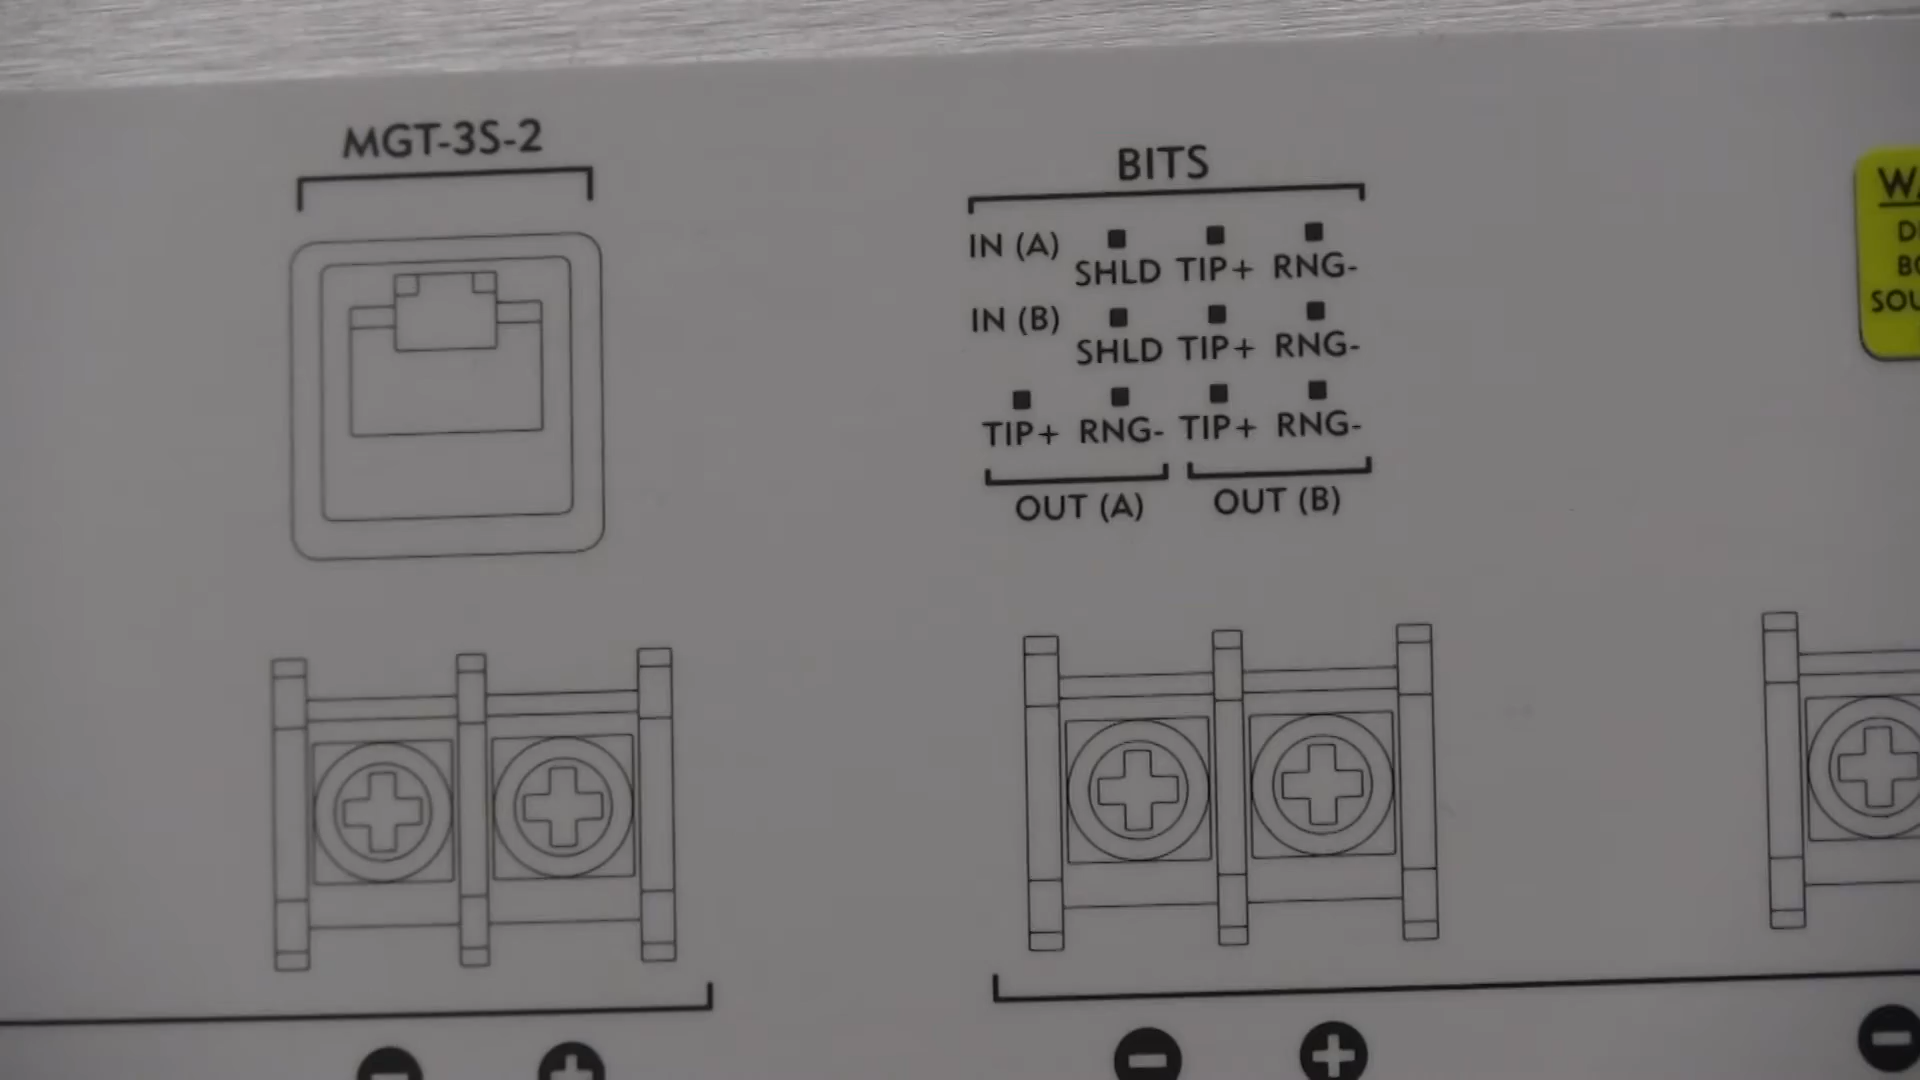 MGT-3S-2
BITS
IN (A)
SHLD TIP+ RNG-
IN (B)
SHLD TIP+ RNG-
TIP+ RNG- TIP+ RNG-
OUT (A) OUT (B)